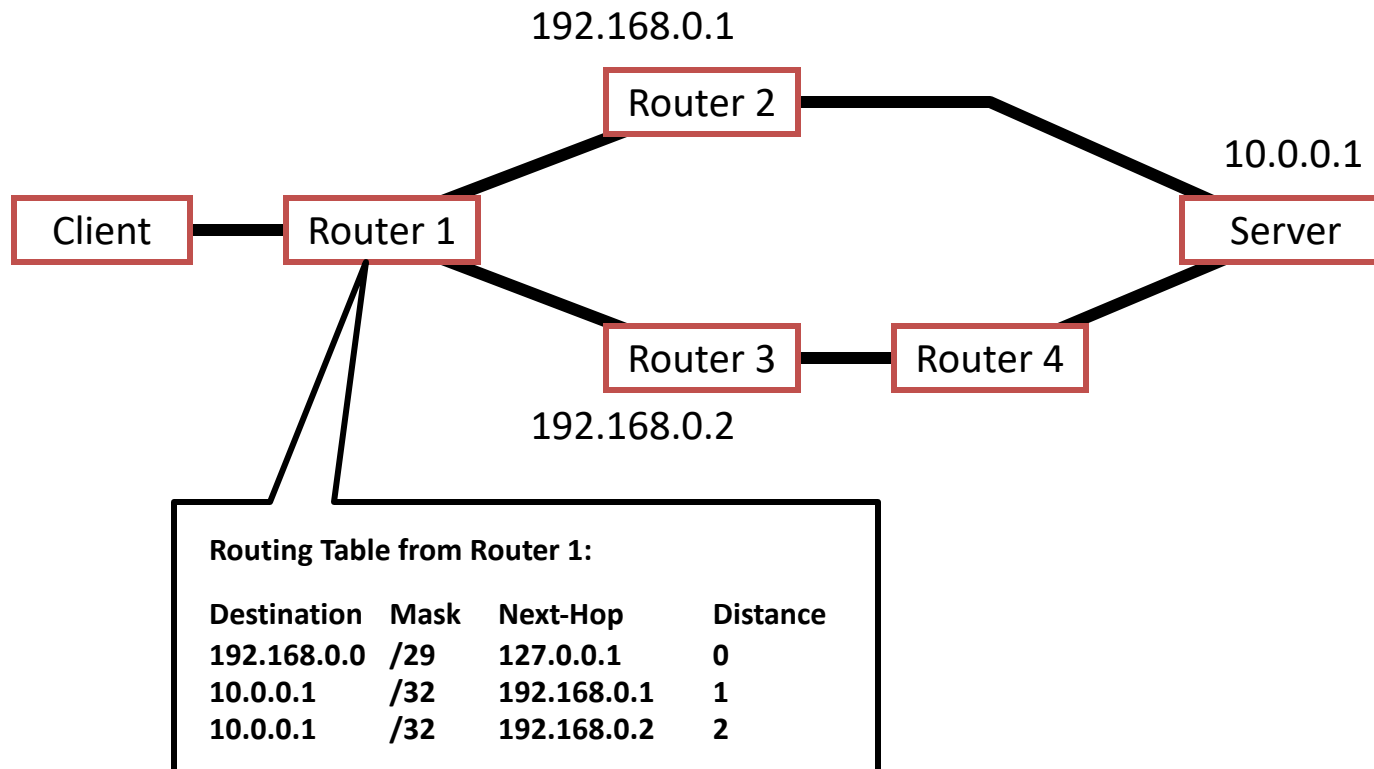 192.168.0.1
Router 2
10.0.0.1
Client
Router 1
Server
Router 3
Router 4
192.168.0.2
Routing Table from Router 1:
Destination Mask Next-Hop Distance
192.168.0.0 /29 127.0.0.1 0
10.0.0.1 /32 192.168.0.1 1
10.0.0.1 /32 192.168.0.2 2